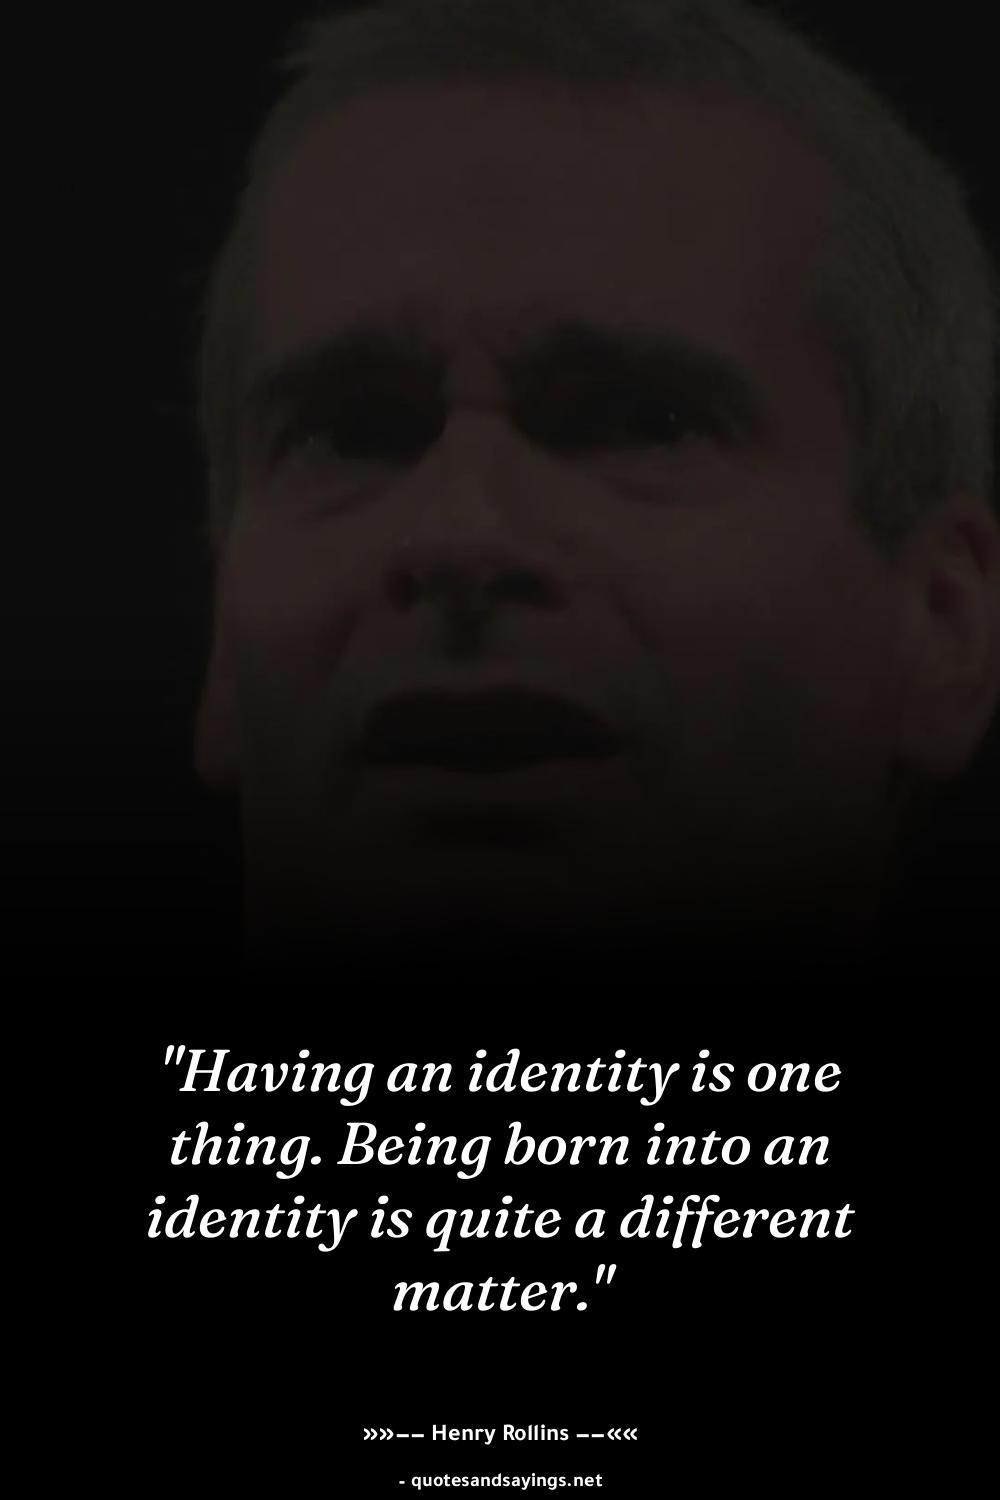 "Having an identity is one
thing. Being born into an
identity is quite a different
matter."
»»−− Henry Rollins −−««
- quotesandsayings.net